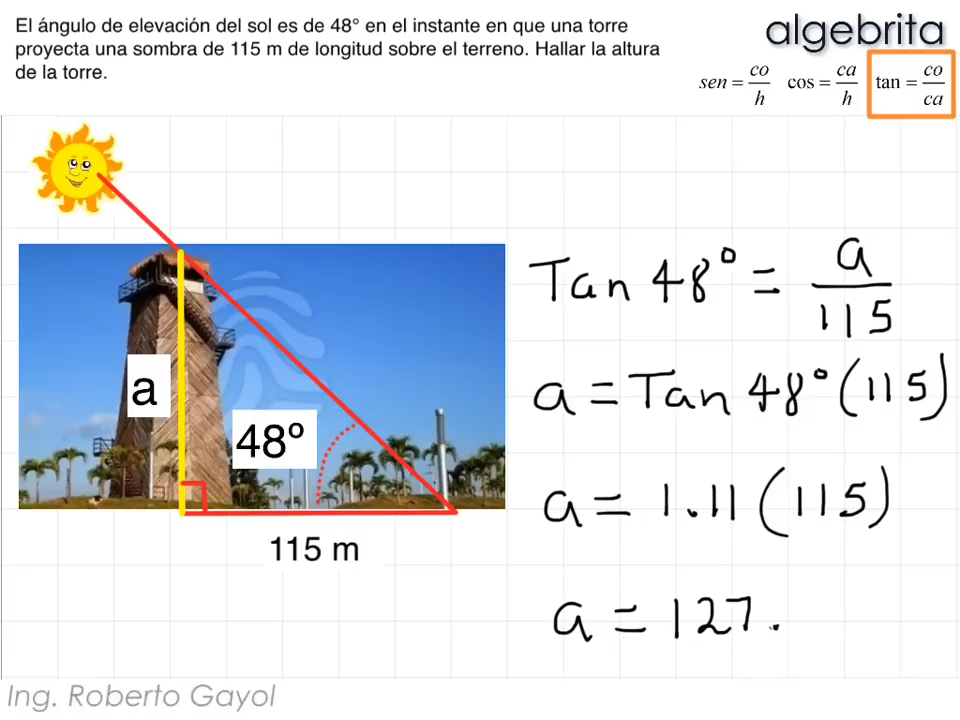 El ángulo de elevación del sol es de 48° en el instante en que una torre
proyecta una sombra de 115 m de longitud sobre el terreno. Hallar la altura
de la torre.
algebrita
sen = co/h cos = ca/h tan = co/ca
a
48º
115 m
Tan 48° = a/115
a = Tan 48° (115)
a = 1.11 (115)
a = 127.
Ing. Roberto Gayol